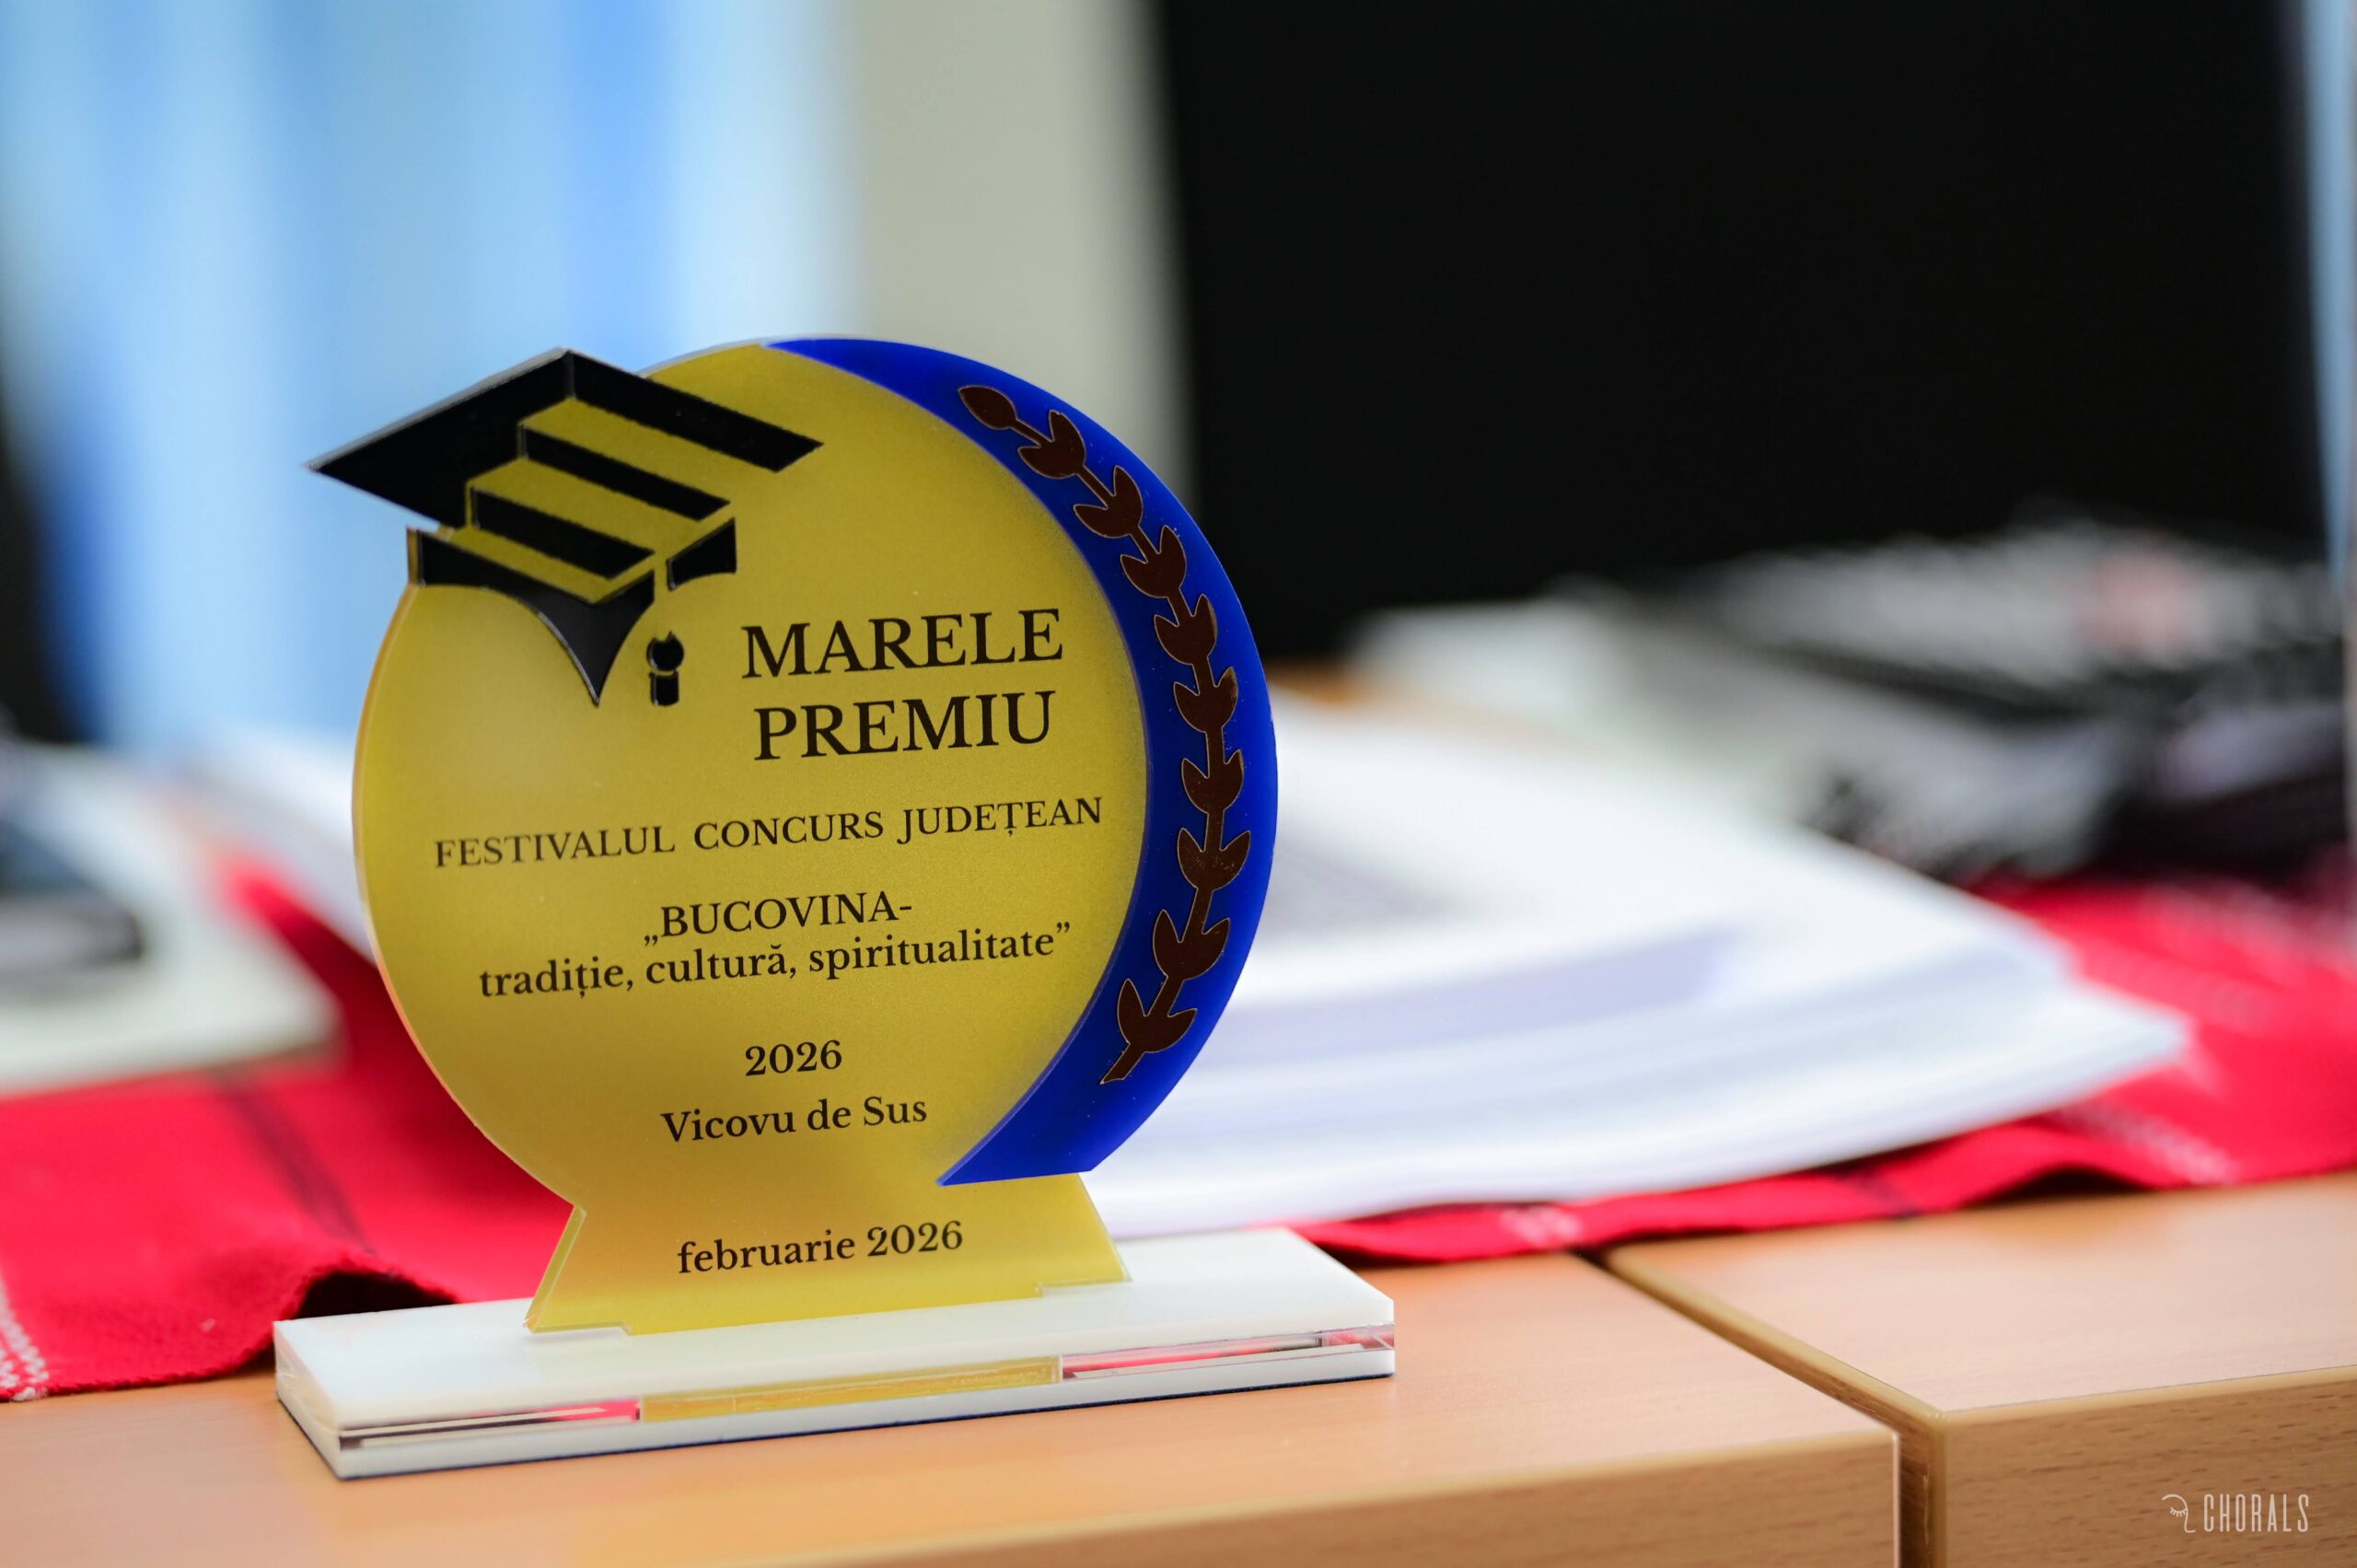 MARELE
PREMIU
FESTIVALUL CONCURS JUDEȚEAN
„BUCOVINA-
tradiție, cultură, spiritualitate”
2026
Vicovu de Sus
februarie 2026
CHORALS